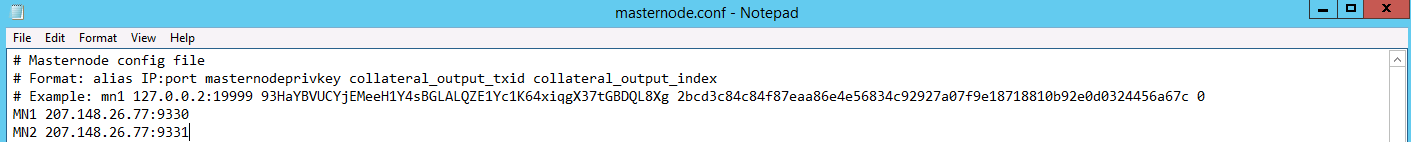 masternode.conf - Notepad
File Edit Format View Help
# Masternode config file
# Format: alias IP:port masternodeprivkey collateral_output_txid collateral_output_index
# Example: mn1 127.0.0.2:19999 93HaYBVUCYjEMeeH1Y4sBGLALQZE1Yc1K64xiqgX37tGBDQL8Xg 2bcd3c84c84f87eaa86e4e56834c92927a07f9e18718810b92e0d0324456a67c 0
MN1 207.148.26.77:9330
MN2 207.148.26.77:9331